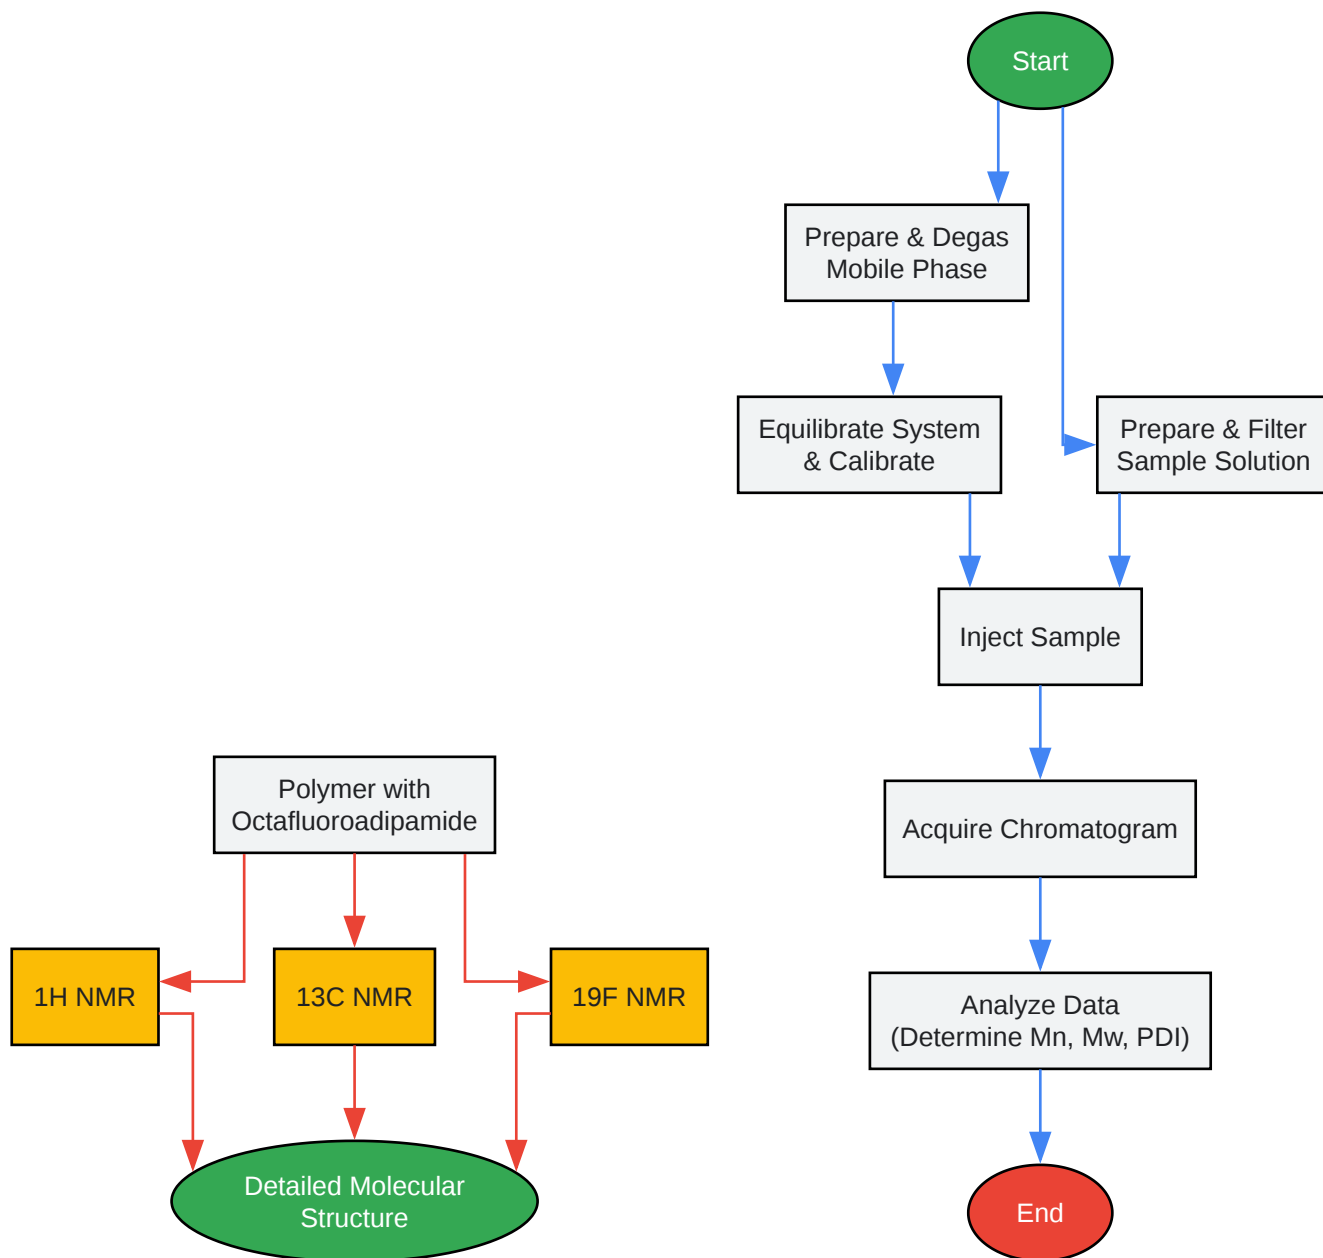 Start
Prepare & Degas
Mobile Phase
Equilibrate System
& Calibrate
Prepare & Filter
Sample Solution
Inject Sample
Polymer with
Octafluoroadipamide
Acquire Chromatogram
1H NMR
13C NMR
19F NMR
Analyze Data
(Determine Mn, Mw, PDI)
Detailed Molecular
Structure
End